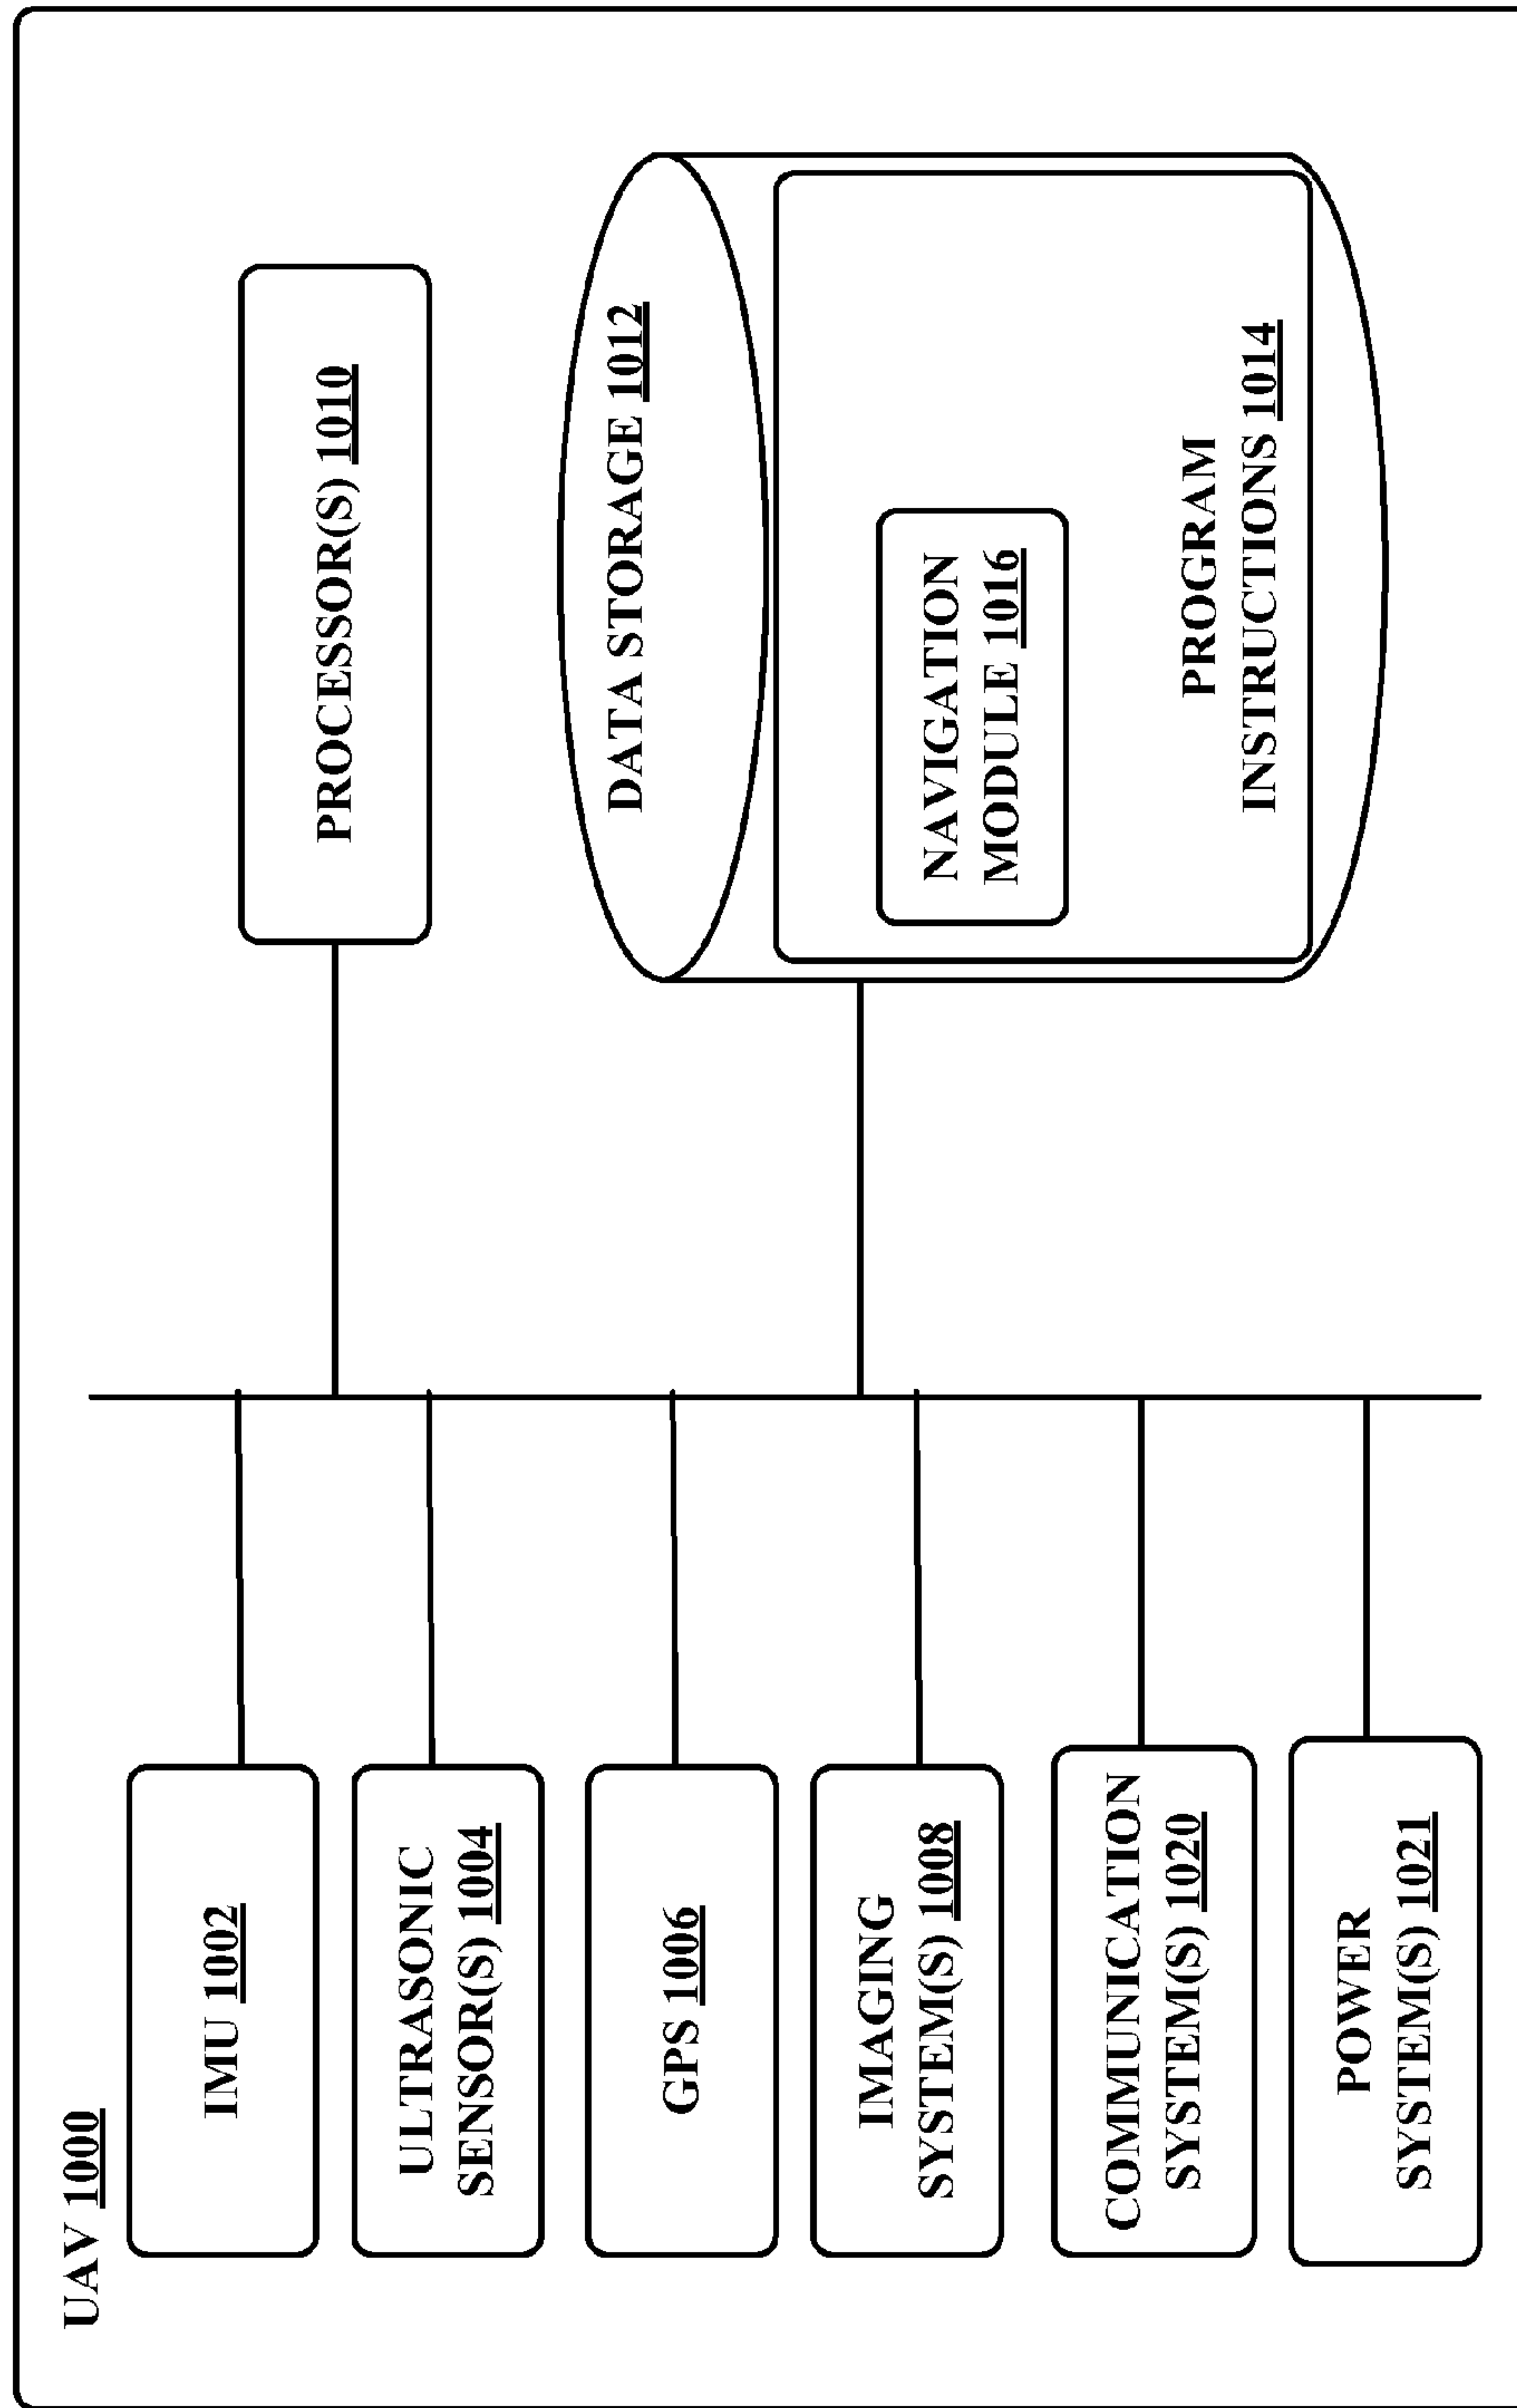 UAV 1000
IMU 1002
ULTRASONIC
SENSOR(S) 1004
GPS 1006
IMAGING
SYSTEM(S) 1008
COMMUNICATION
SYSTEM(S) 1020
POWER
SYSTEM(S) 1021
PROCESSOR(S) 1010
DATA STORAGE 1012
NAVIGATION
MODULE 1016
PROGRAM
INSTRUCTIONS 1014